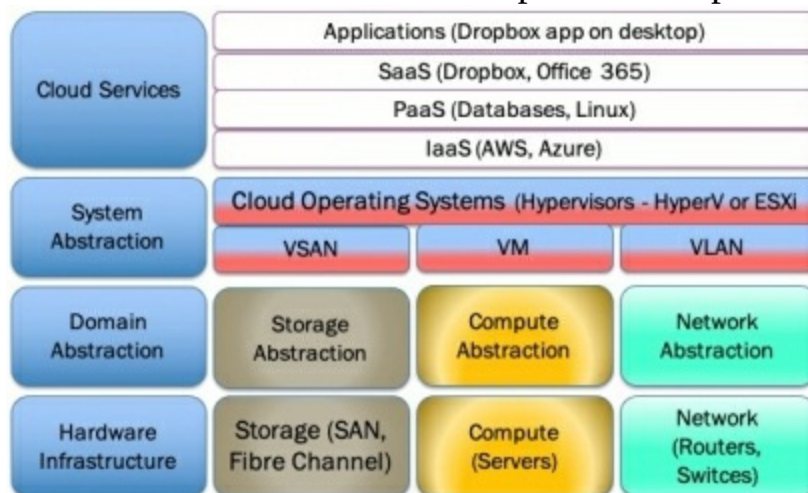 Applications (Dropbox app on desktop)
Cloud Services
SaaS (Dropbox, Office 365)
PaaS (Databases, Linux)
IaaS (AWS, Azure)
System
Abstraction
Cloud Operating Systems (Hypervisors - HyperV or ESXi
VSAN
VM
VLAN
Domain
Abstraction
Storage
Abstraction
Compute
Abstraction
Network
Abstraction
Hardware
Infrastructure
Storage (SAN,
Fibre Channel)
Compute
(Servers)
Network
(Routers,
Switces)